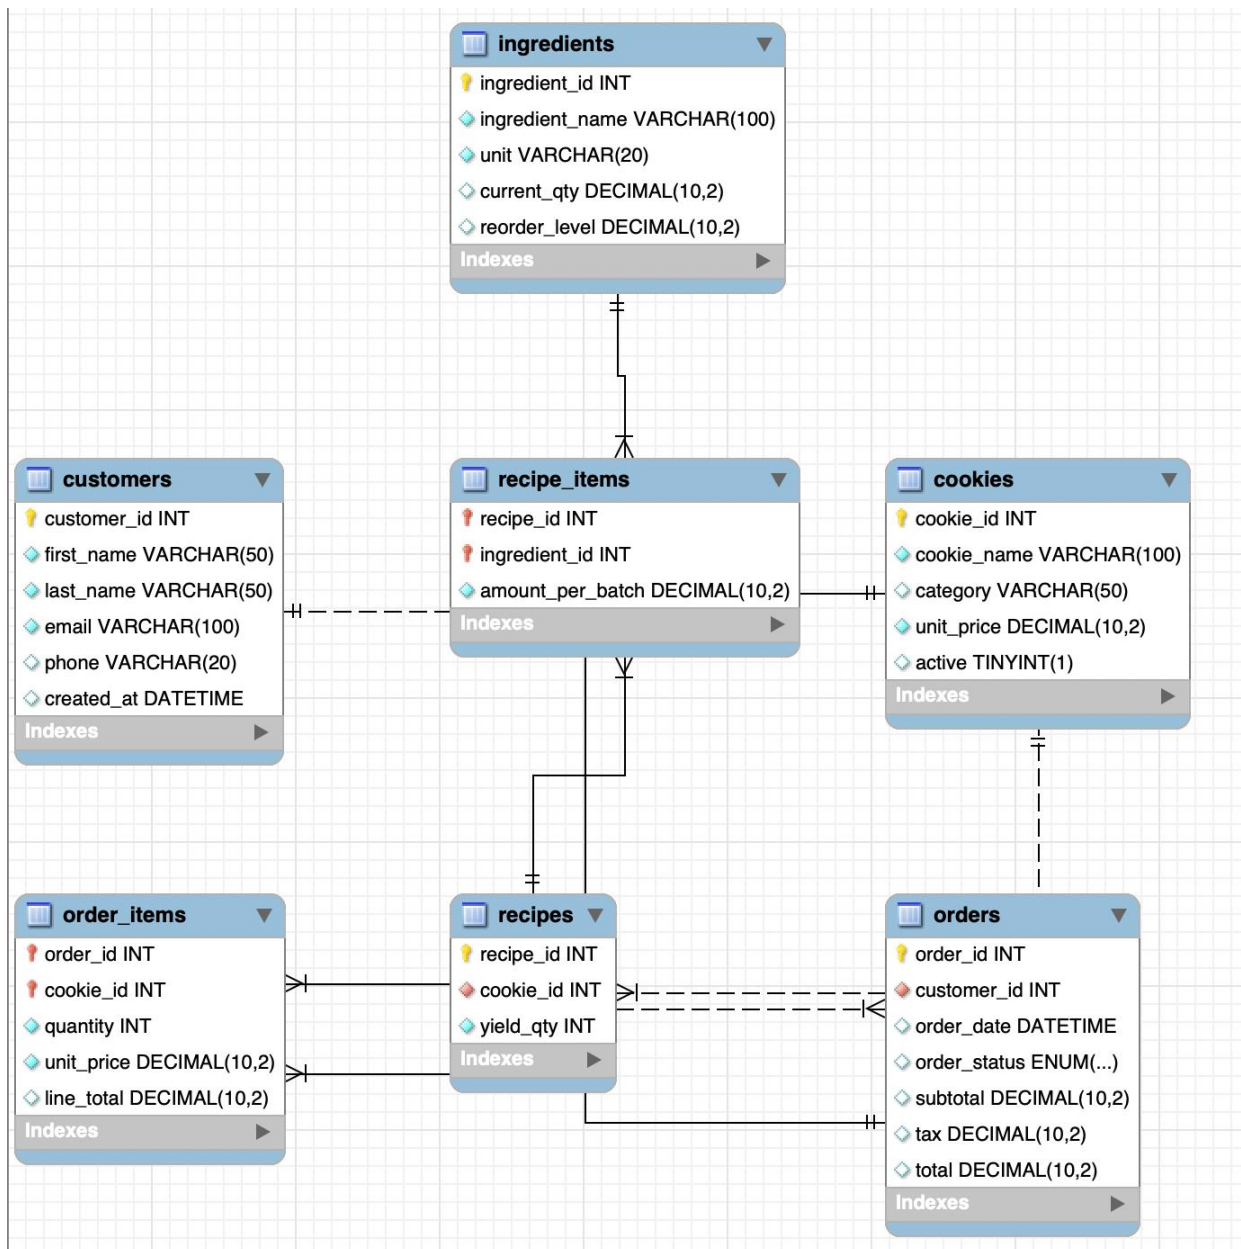 ingredients
ingredient_id INT
ingredient_name VARCHAR(100)
unit VARCHAR(20)
current_qty DECIMAL(10,2)
reorder_level DECIMAL(10,2)
Indexes
customers
customer_id INT
first_name VARCHAR(50)
last_name VARCHAR(50)
email VARCHAR(100)
phone VARCHAR(20)
created_at DATETIME
Indexes
recipe_items
recipe_id INT
ingredient_id INT
amount_per_batch DECIMAL(10,2)
Indexes
cookies
cookie_id INT
cookie_name VARCHAR(100)
category VARCHAR(50)
unit_price DECIMAL(10,2)
active TINYINT(1)
Indexes
order_items
order_id INT
cookie_id INT
quantity INT
unit_price DECIMAL(10,2)
line_total DECIMAL(10,2)
Indexes
recipes
recipe_id INT
cookie_id INT
yield_qty INT
Indexes
orders
order_id INT
customer_id INT
order_date DATETIME
order_status ENUM(...)
subtotal DECIMAL(10,2)
tax DECIMAL(10,2)
total DECIMAL(10,2)
Indexes